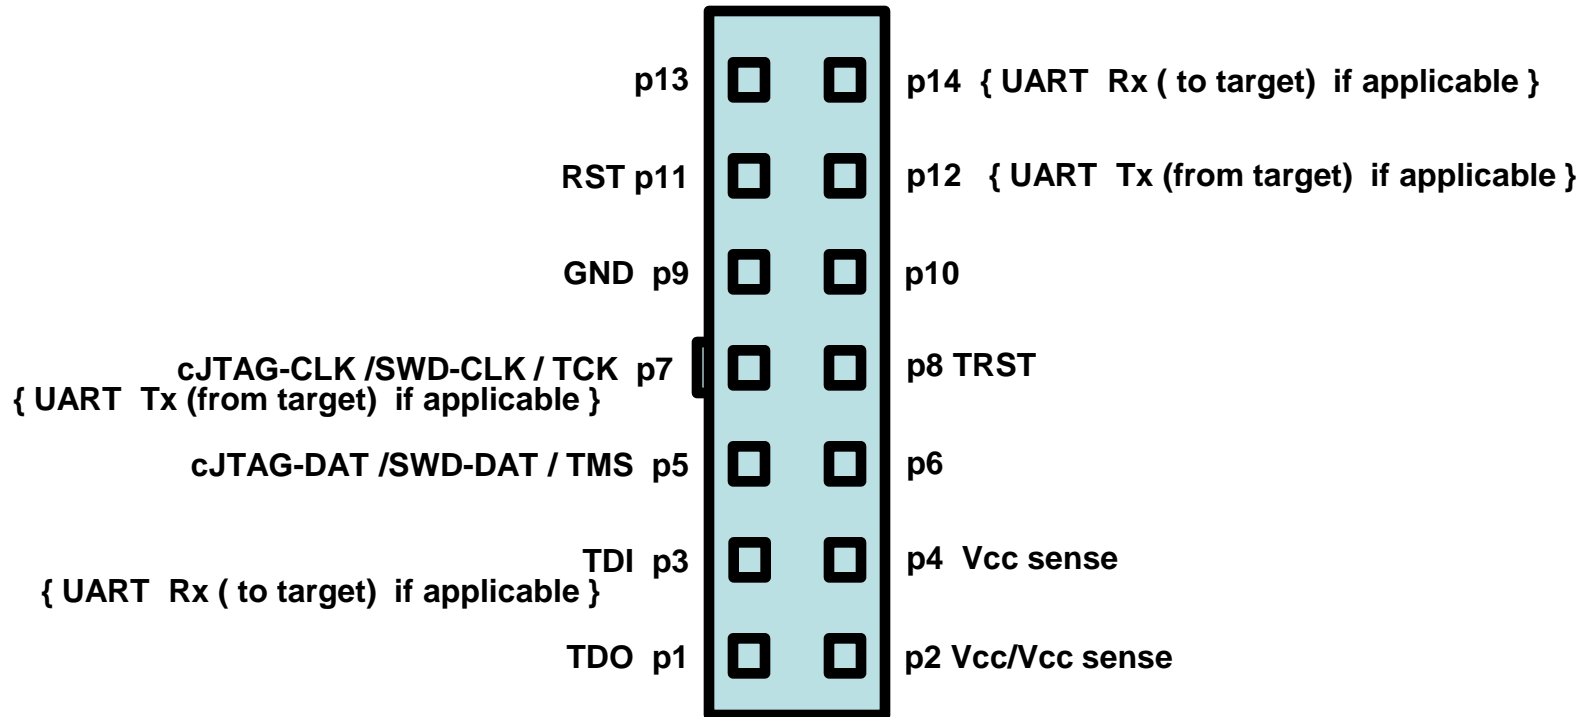 p13 p14 { UART Rx ( to target) if applicable }
RST p11 p12 { UART Tx (from target) if applicable }
GND p9 p10
cJTAG-CLK /SWD-CLK / TCK p7 p8 TRST
{ UART Tx (from target) if applicable }
cJTAG-DAT /SWD-DAT / TMS p5 p6
TDI p3 p4 Vcc sense
{ UART Rx ( to target) if applicable }
TDO p1 p2 Vcc/Vcc sense